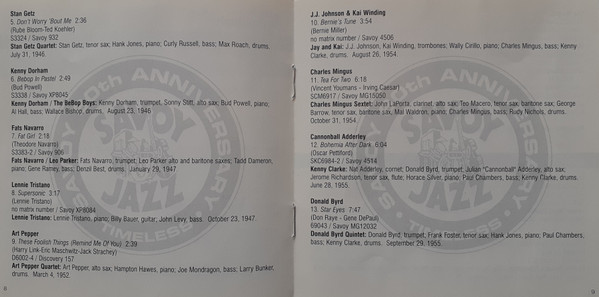 Stan Getz
5. Don't Worry 'Bout Me 2:36
(Rube Bloom-Ted Koehler)
S3324 / Savoy 932
Stan Getz Quartet: Stan Getz, tenor sax; Hank Jones, piano; Curly Russell, bass; Max Roach, drums.
July 31, 1946.
Kenny Dorham
6. Bebop in Pastel 2:49
(Bud Powell)
S3338 / Savoy XP8045
Kenny Dorham / The BeBop Boys: Kenny Dorham, trumpet; Sonny Stitt, alto sax; Bud Powell, piano;
Al Hall, bass; Wallace Bishop, drums. August 23, 1946
Fats Navarro
7. Fat Girl 2:18
(Theodore Navarro)
S3383-2 / Savoy 906
Fats Navarro / Leo Parker: Fats Navarro, trumpet; Leo Parker alto and baritone saxes; Tadd Dameron,
piano; Gene Ramey, bass; Denzil Best, drums. January 29, 1947
Lennie Tristano
8. Supersonic 3:17
(Lennie Tristano)
no matrix number / Savoy XP8084
Lennie Tristano: Lennie Tristano, piano; Billy Bauer, guitar; John Levy, bass. October 23, 1947.
Art Pepper
9. These Foolish Things (Remind Me Of You) 2:39
(Harry Link-Eric Maschwitz-Jack Strachey)
D6002-4 / Discovery 157
Art Pepper Quartet: Art Pepper, alto sax; Hampton Hawes, piano; Joe Mondragon, bass; Larry Bunker,
drums. March 4, 1952.
8
J.J. Johnson & Kai Winding
10. Bernie's Tune 3:54
(Bernie Miller)
no matrix number / Savoy 4506
Jay and Kai: J.J. Johnson, Kai Winding, trombones; Wally Cirillo, piano; Charles Mingus, bass; Kenny
Clarke, drums. August 26, 1954.
Charles Mingus
11. Tea For Two 6:18
(Vincent Youmans - Irving Caesar)
SCM6917 / Savoy MG15050
Charles Mingus Sextet: John LaPorta, clarinet, alto sax; Teo Macero, tenor sax, baritone sax; George
Barrow, tenor sax, baritone sax; Mal Waldron, piano; Charles Mingus, bass; Rudy Nichols, drums.
October 31, 1954.
Cannonball Adderley
12. Bohemia After Dark 6:04
(Oscar Pettiford)
SKC6984-2 / Savoy 4514
Kenny Clarke: Nat Adderley, cornet; Donald Byrd, trumpet; Julian "Cannonball" Adderley, alto sax;
Jerome Richardson, tenor sax, flute; Horace Silver, piano; Paul Chambers, bass; Kenny Clarke, drums.
June 28, 1955.
Donald Byrd
13. Star Eyes 7:47
(Don Raye - Gene DePaul)
69043 / Savoy MG12032
Donald Byrd Quintet: Donald Byrd, trumpet; Frank Foster, tenor sax; Hank Jones, piano; Paul Chambers,
bass; Kenny Clarke, drums. September 29, 1955.
9